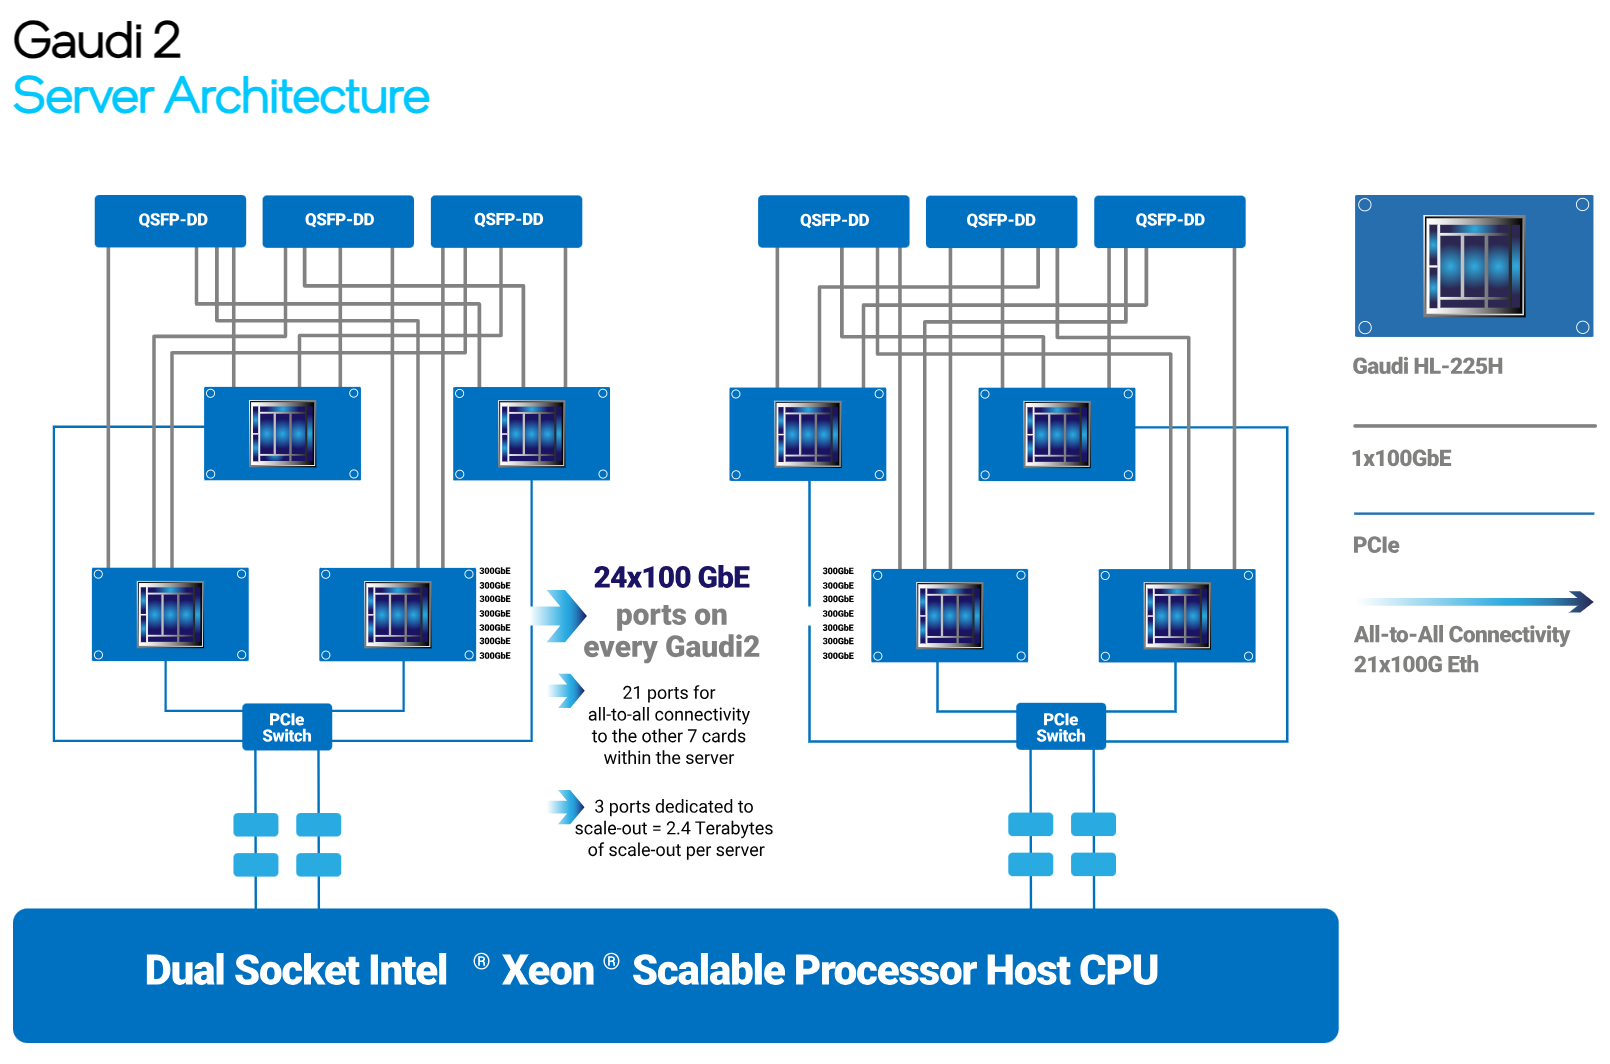 Gaudi 2
Server Architecture
QSFP-DD
QSFP-DD
QSFP-DD
QSFP-DD
QSFP-DD
QSFP-DD
Gaudi HL-225H
1x100GbE
PCIe
All-to-All Connectivity
21x100G Eth
300GbE
300GbE
300GbE
300GbE
300GbE
300GbE
300GbE
24x100 GbE
ports on
every Gaudi2
21 ports for
all-to-all connectivity
to the other 7 cards
within the server
3 ports dedicated to
scale-out = 2.4 Terabytes
of scale-out per server
300GbE
300GbE
300GbE
300GbE
300GbE
300GbE
300GbE
PCIe
Switch
PCIe
Switch
Dual Socket Intel ® Xeon ® Scalable Processor Host CPU